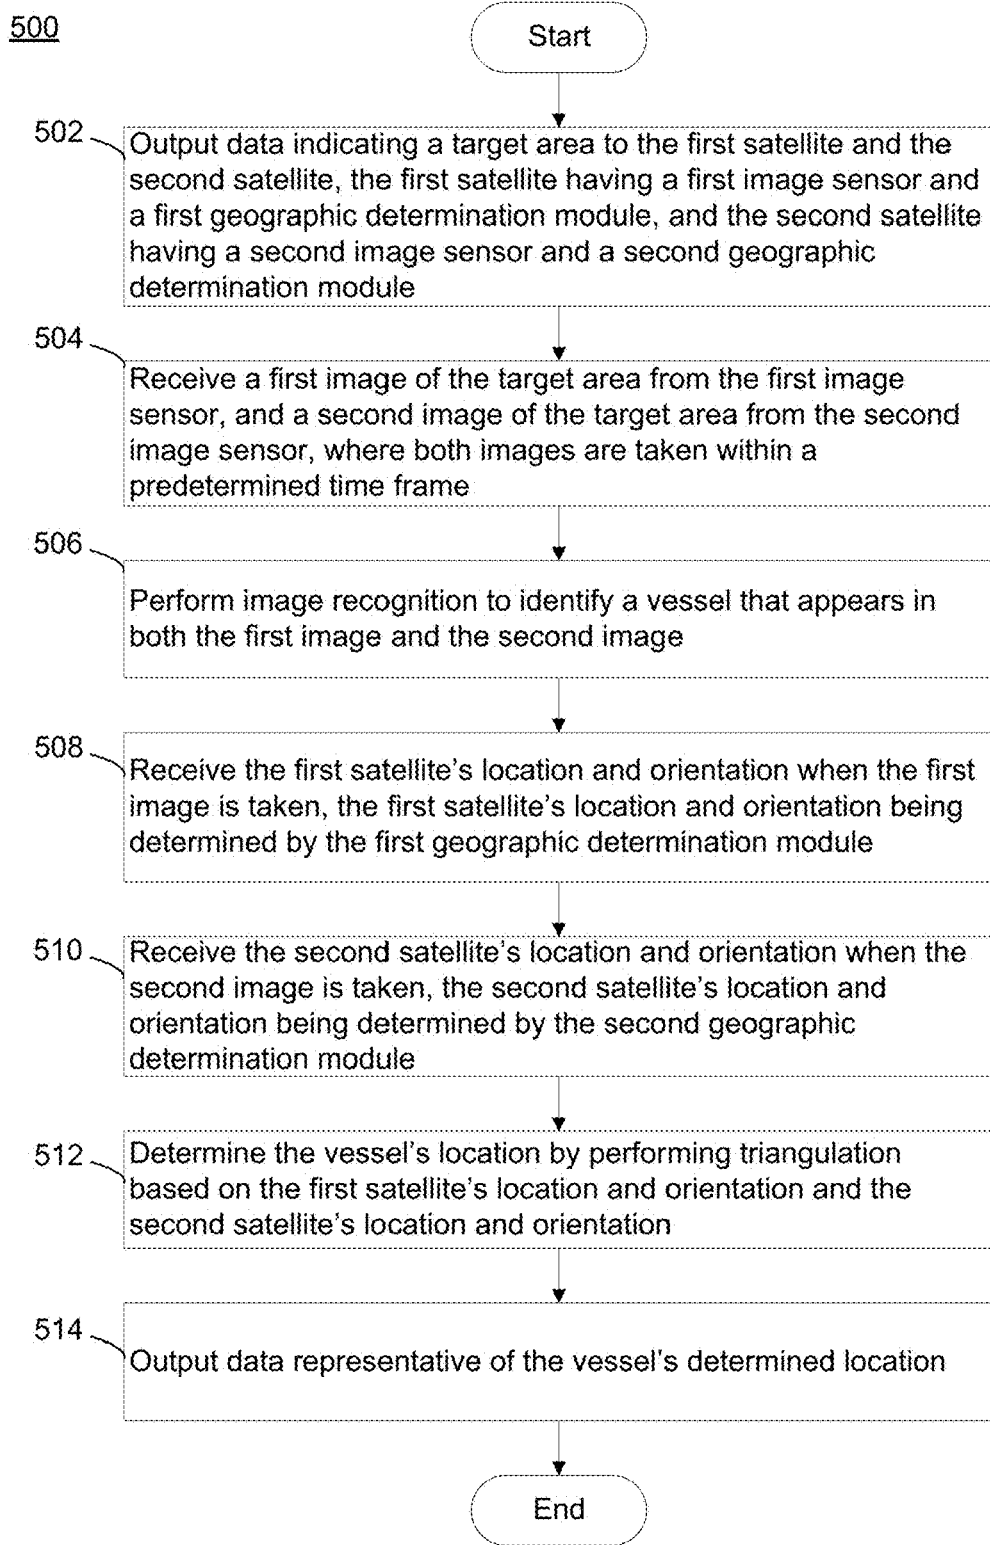 500
Start
502
Output data indicating a target area to the first satellite and the
second satellite, the first satellite having a first image sensor and
a first geographic determination module, and the second satellite
having a second image sensor and a second geographic
determination module
504
Receive a first image of the target area from the first image
sensor, and a second image of the target area from the second
image sensor, where both images are taken within a
predetermined time frame
506
Perform image recognition to identify a vessel that appears in
both the first image and the second image
508
Receive the first satellite's location and orientation when the first
image is taken, the first satellite's location and orientation being
determined by the first geographic determination module
510
Receive the second satellite's location and orientation when the
second image is taken, the second satellite's location and
orientation being determined by the second geographic
determination module
512
Determine the vessel's location by performing triangulation
based on the first satellite's location and orientation and the
second satellite's location and orientation
514
Output data representative of the vessel's determined location
End